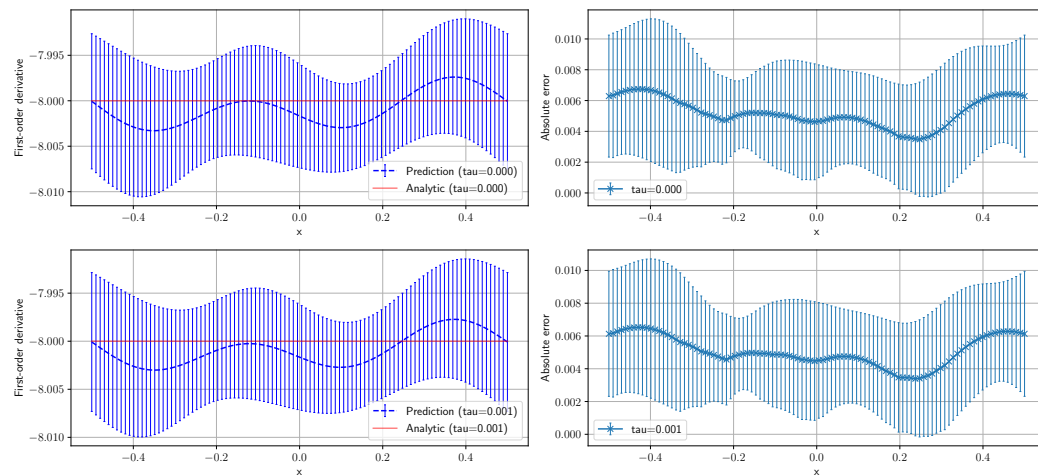 First-order derivative
−7.995
−8.000
−8.005
−8.010
−0.4
−0.2
0.0
0.2
0.4
x
Prediction (tau=0.000)
Analytic (tau=0.000)
Absolute error
0.010
0.008
0.006
0.004
0.002
0.000
−0.4
−0.2
0.0
0.2
0.4
x
tau=0.000
First-order derivative
−7.995
−8.000
−8.005
−8.010
−0.4
−0.2
0.0
0.2
0.4
x
Prediction (tau=0.001)
Analytic (tau=0.001)
Absolute error
0.010
0.008
0.006
0.004
0.002
0.000
−0.4
−0.2
0.0
0.2
0.4
x
tau=0.001